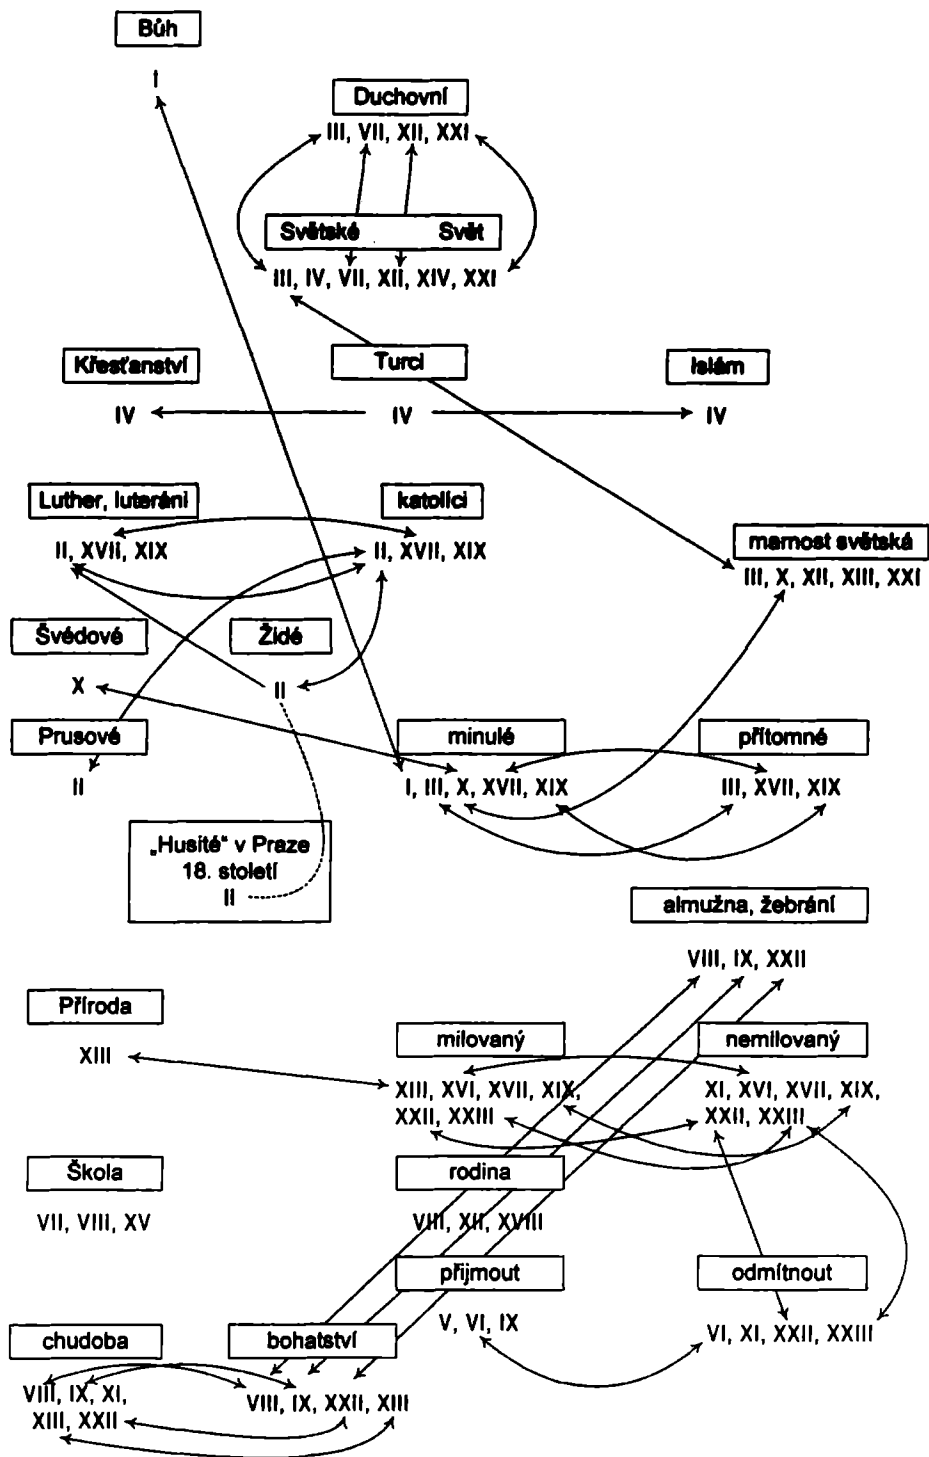 Bůh
I
Duchovní
III, VII, XII, XXI
Světské Svět
III, IV, VII, XII, XIV, XXI
Křesťanství Turci Islám
IV IV IV
Luther, luteráni katolíci
II, XVII, XIX II, XVII, XIX
marnost světská
III, X, XII, XIII, XXI
Švédové Židé
X II
Prusové minulé přítomné
II I, III, X, XVII, XIX III, XVII, XIX
„Husité“ v Praze
18. století
II
almužna, žebrání
VIII, IX, XXII
Příroda
XIII
milovaný nemilovaný
XIII, XVI, XVII, XIX, XI, XVI, XVII, XIX,
XXII, XXIII XXII, XXIII
Škola rodina
VII, VIII, XV VIII, XII, XVIII
přijmout odmítnout
V, VI, IX VI, XI, XXII, XXIII
chudoba bohatství
VIII, IX, XI, VIII, IX, XXII, XIII
XIII, XXII